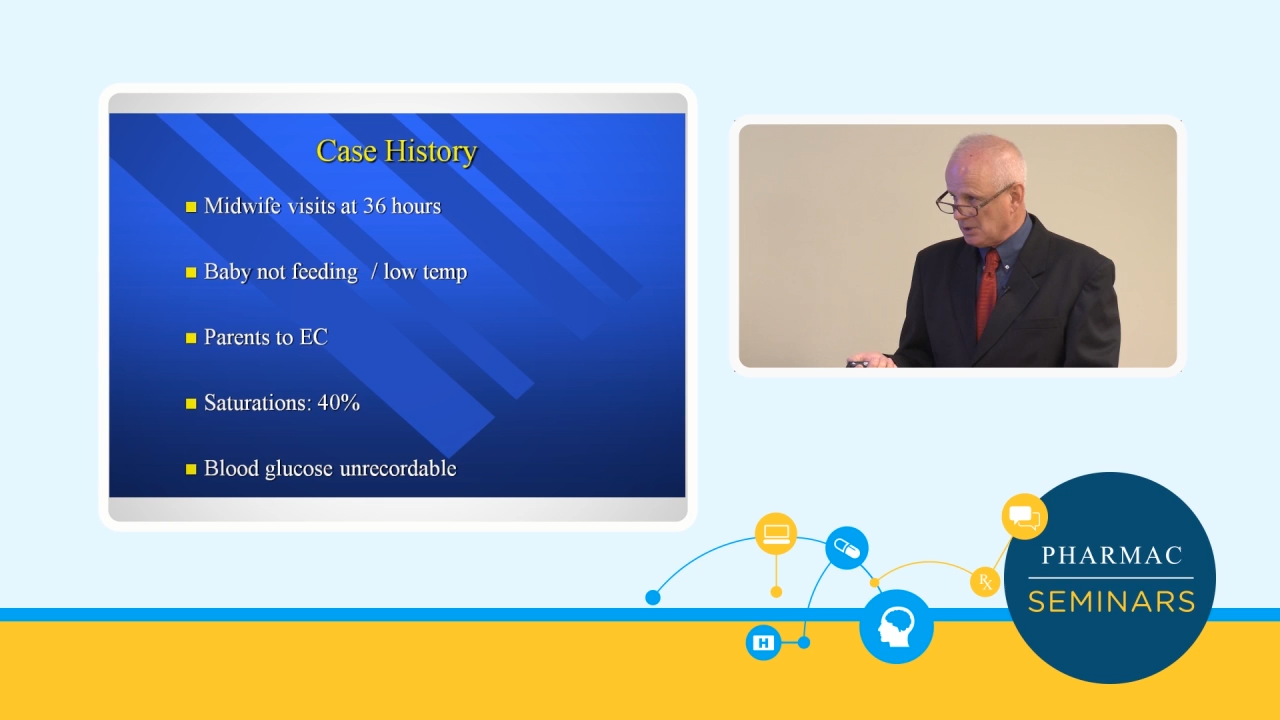 Case History
Midwife visits at 36 hours
Baby not feeding / low temp
Parents to EC
Saturations: 40%
Blood glucose unrecordable
PHARMAC
SEMINARS
Rx
H